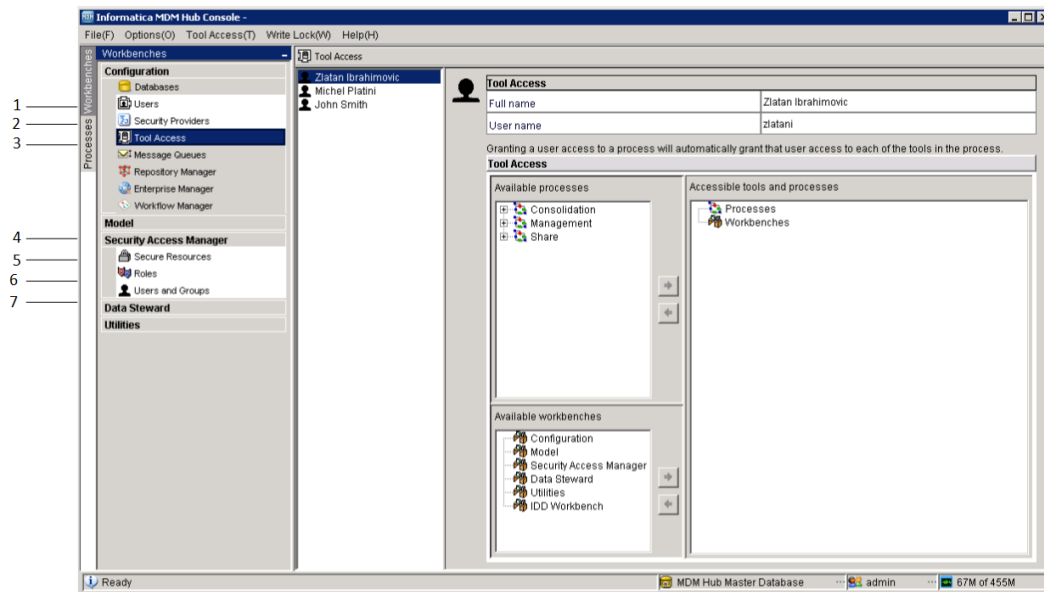 Informatica MDM Hub Console -
File(F) Options(O) Tool Access(T) Write Lock(W) Help(H)
Workbenches
Processes
Workbenches
Configuration
Databases
1
Users
2
Security Providers
3
Tool Access
Message Queues
Repository Manager
Enterprise Manager
Workflow Manager
Model
4
Security Access Manager
5
Secure Resources
6
Roles
7
Users and Groups
Data Steward
Utilities
Tool Access
Zlatan Ibrahimovic
Michel Platini
John Smith
Tool Access
Full name Zlatan Ibrahimovic
User name zlatani
Granting a user access to a process will automatically grant that user access to each of the tools in the process.
Tool Access
Available processes
Consolidation
Management
Share
Available workbenches
Configuration
Model
Security Access Manager
Data Steward
Utilities
IDD Workbench
Accessible tools and processes
Processes
Workbenches
Ready
MDM Hub Master Database
admin
67M of 455M